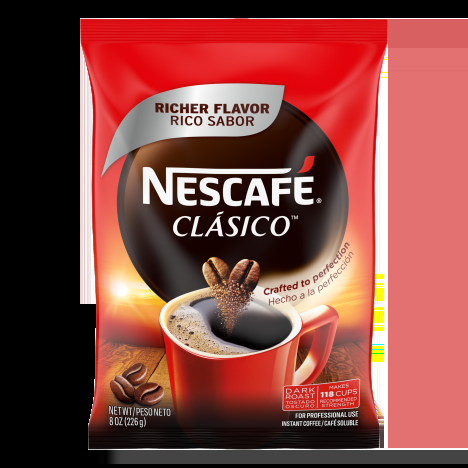 RICHER FLAVOR
RICO SABOR
NESCAFÉ®
CLÁSICO™
Crafted to perfection
Hecho a la perfección
DARK
ROAST
TOSTADO
OSCURO
MAKES
118 CUPS
RECOMMENDED
STRENGTH
NET WT/PESO NETO
8 OZ (226g)
FOR PROFESSIONAL USE
INSTANT COFFEE/CAFÉ SOLUBLE